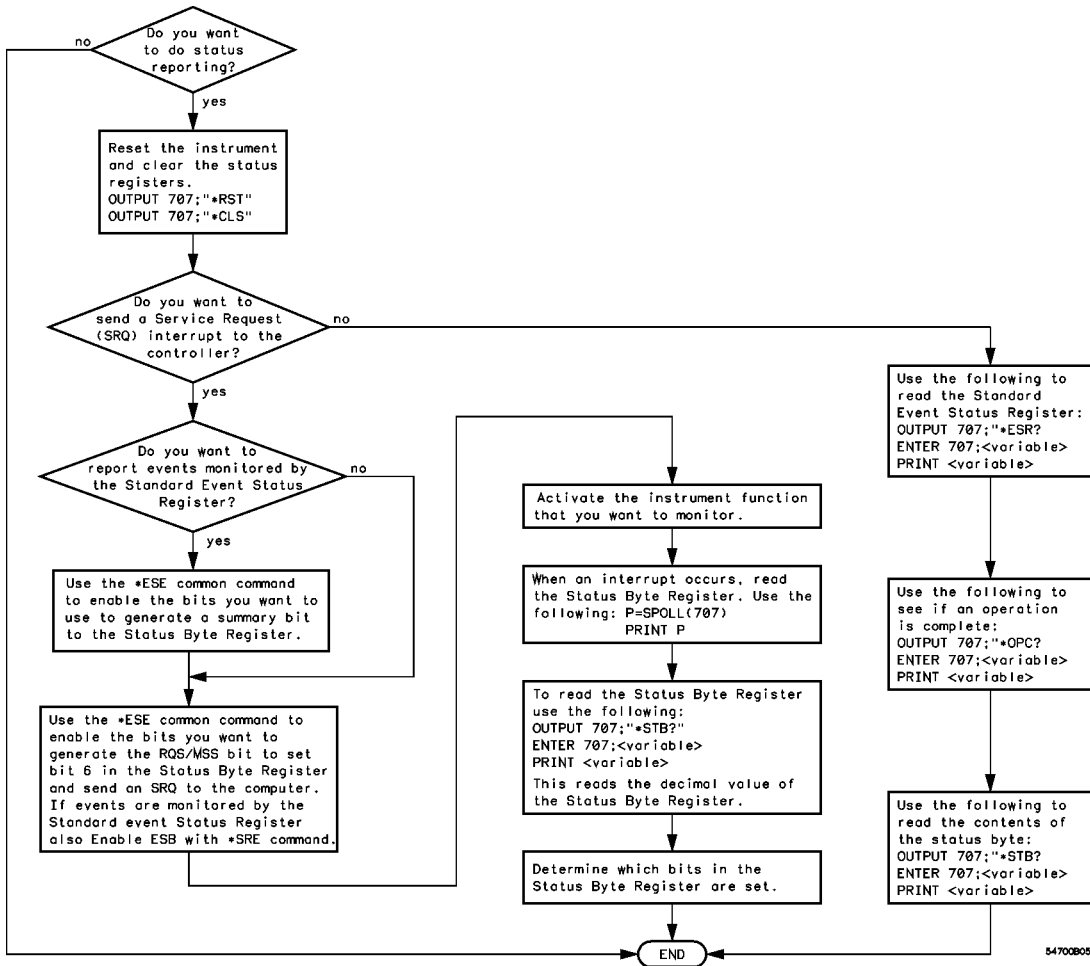 Do you want
to do status
reporting?
no
yes
Reset the instrument
and clear the status
registers.
OUTPUT 707;"*RST"
OUTPUT 707;"*CLS"
Do you want to
send a Service Request
(SRQ) interrupt to the
controller?
no
yes
Do you want to
report events monitored by
the Standard Event Status
Register?
no
yes
Use the *ESE common command
to enable the bits you want to
use to generate a summary bit
to the Status Byte Register.
Use the *ESE common command to
enable the bits you want to
generate the RQS/MSS bit to set
bit 6 in the Status Byte Register
and send an SRQ to the computer.
If events are monitored by the
Standard event Status Register
also Enable ESB with *SRE command.
Activate the instrument function
that you want to monitor.
When an interrupt occurs, read
the Status Byte Register. Use the
following: P=SPOLL(707)
PRINT P
To read the Status Byte Register
use the following:
OUTPUT 707;"*STB?"
ENTER 707;<variable>
PRINT <variable>
This reads the decimal value of
the Status Byte Register.
Determine which bits in the
Status Byte Register are set.
Use the following to
read the Standard
Event Status Register:
OUTPUT 707;"*ESR?
ENTER 707;<variable>
PRINT <variable>
Use the following to
see if an operation
is complete:
OUTPUT 707;"*OPC?
ENTER 707;<variable>
PRINT <variable>
Use the following to
read the contents of
the status byte:
OUTPUT 707;"*STB?
ENTER 707;<variable>
PRINT <variable>
END
54700B05